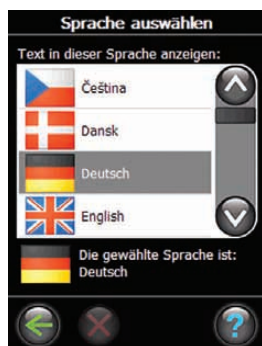 Sprache auswählen
Text in dieser Sprache anzeigen:
Čeština
Dansk
Deutsch
English
Die gewählte Sprache ist:
Deutsch
?